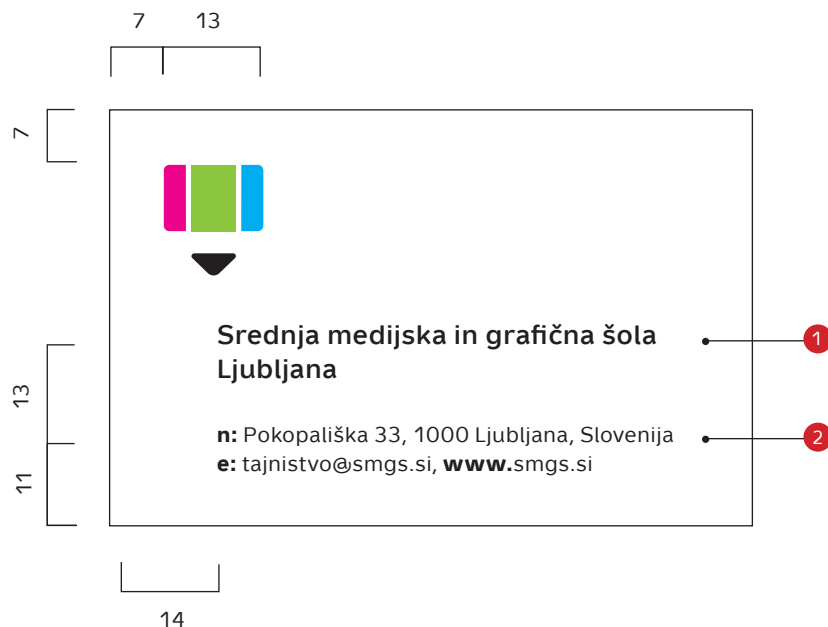 7 13
7
Srednja medijska in grafična šola
Ljubljana
1
13
n: Pokopališka 33, 1000 Ljubljana, Slovenija
2
e: tajnistvo@smgs.si, www.smgs.si
11
14